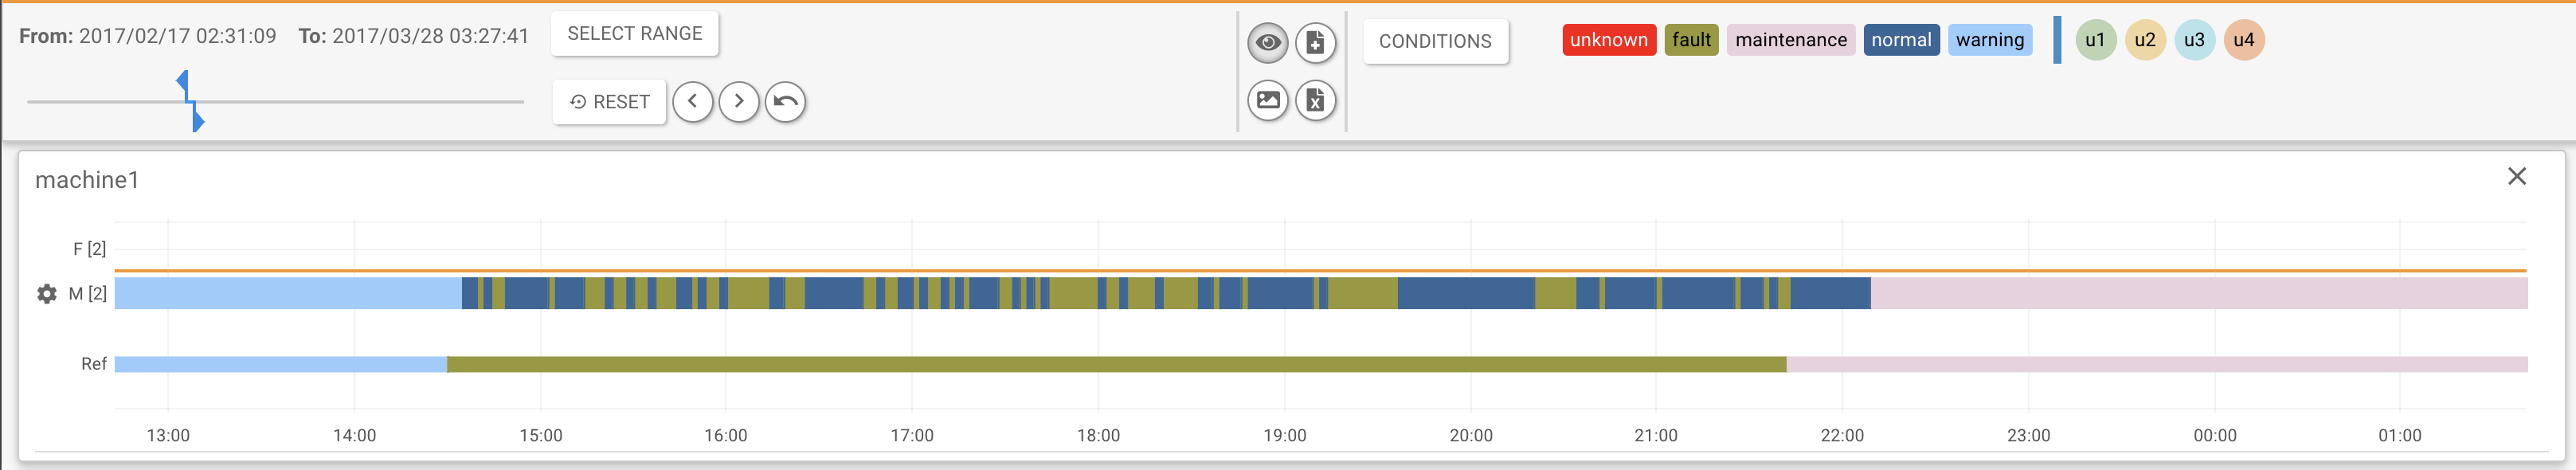 From: 2017/02/17 02:31:09 To: 2017/03/28 03:27:41 SELECT RANGE
RESET
CONDITIONS
unknown fault maintenance normal warning u1 u2 u3 u4
machine1
F [2]
M [2]
Ref
13:00 14:00 15:00 16:00 17:00 18:00 19:00 20:00 21:00 22:00 23:00 00:00 01:00